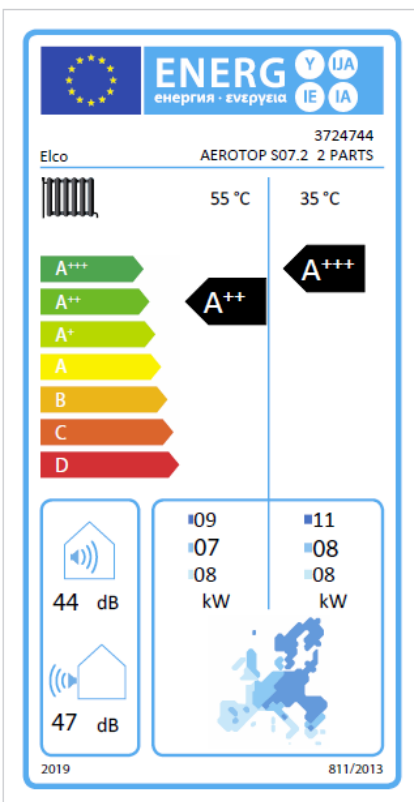 ENERG Y IJA
енергия · ενεργεια IE IA
3724744
Elco AEROTOP S07.2 2 PARTS
55 °C 35 °C
A+++
A+++
A++
A++
A+
A
B
C
D
09 11
07 08
08 08
kW kW
44 dB
47 dB
2019 811/2013